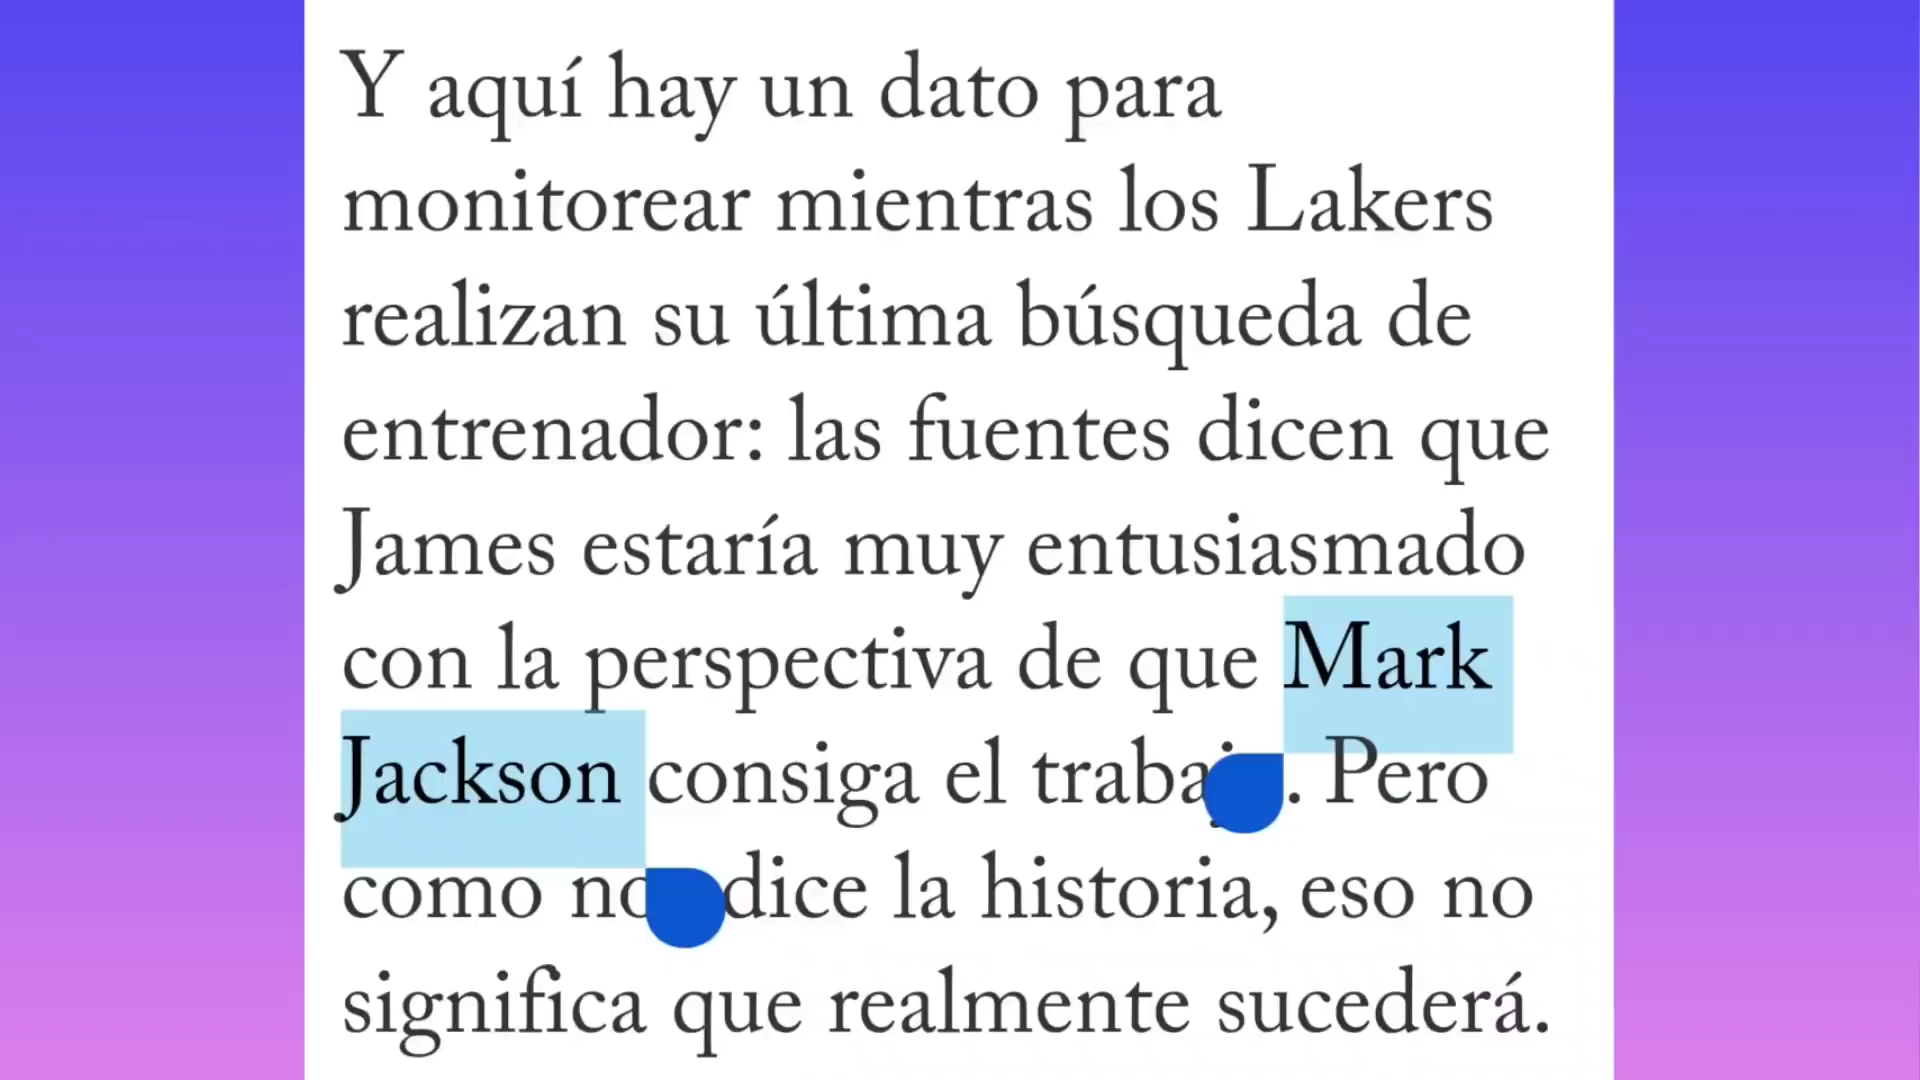 Y aquí hay un dato para
monitorear mientras los Lakers
realizan su última búsqueda de
entrenador: las fuentes dicen que
James estaría muy entusiasmado
con la perspectiva de que Mark
Jackson consiga el trabajo. Pero
como nos dice la historia, eso no
significa que realmente sucederá.